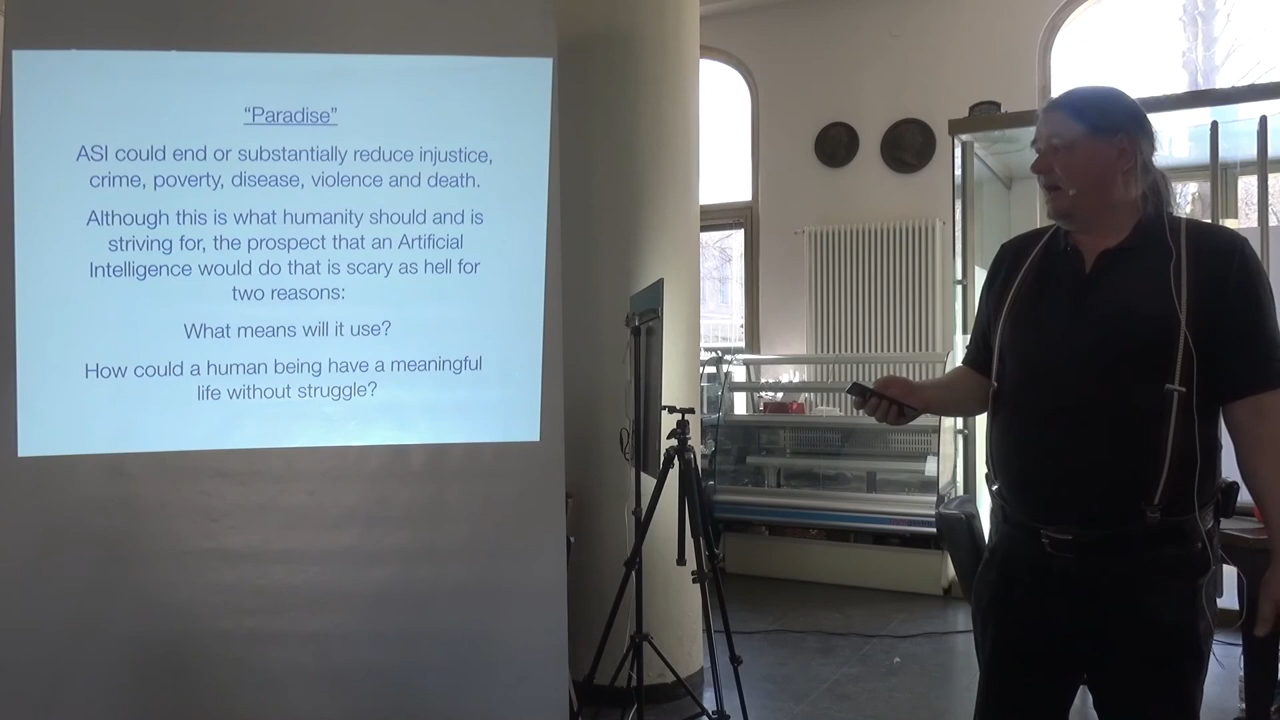 “Paradise”
ASI could end or substantially reduce injustice,
crime, poverty, disease, violence and death.
Although this is what humanity should and is
striving for, the prospect that an Artificial
Intelligence would do that is scary as hell for
two reasons:
What means will it use?
How could a human being have a meaningful
life without struggle?